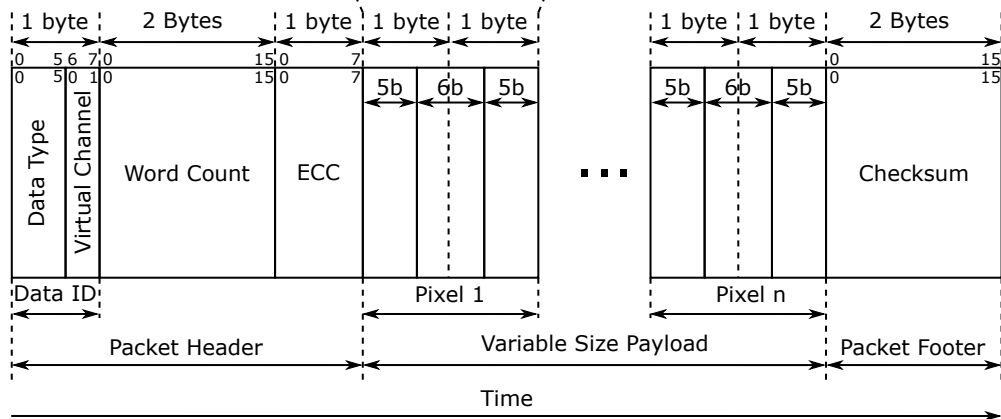 1 byte 2 Bytes 1 byte 1 byte 1 byte 1 byte 1 byte 2 Bytes
0 5 6 7 0 15 0 7 0 15
0 5 0 1 0 15 0 7 0 15
5b 6b 5b 5b 6b 5b
Data Type
Virtual Channel
Word Count
ECC
Checksum
Data ID Pixel 1 Pixel n
Packet Header Variable Size Payload Packet Footer
Time